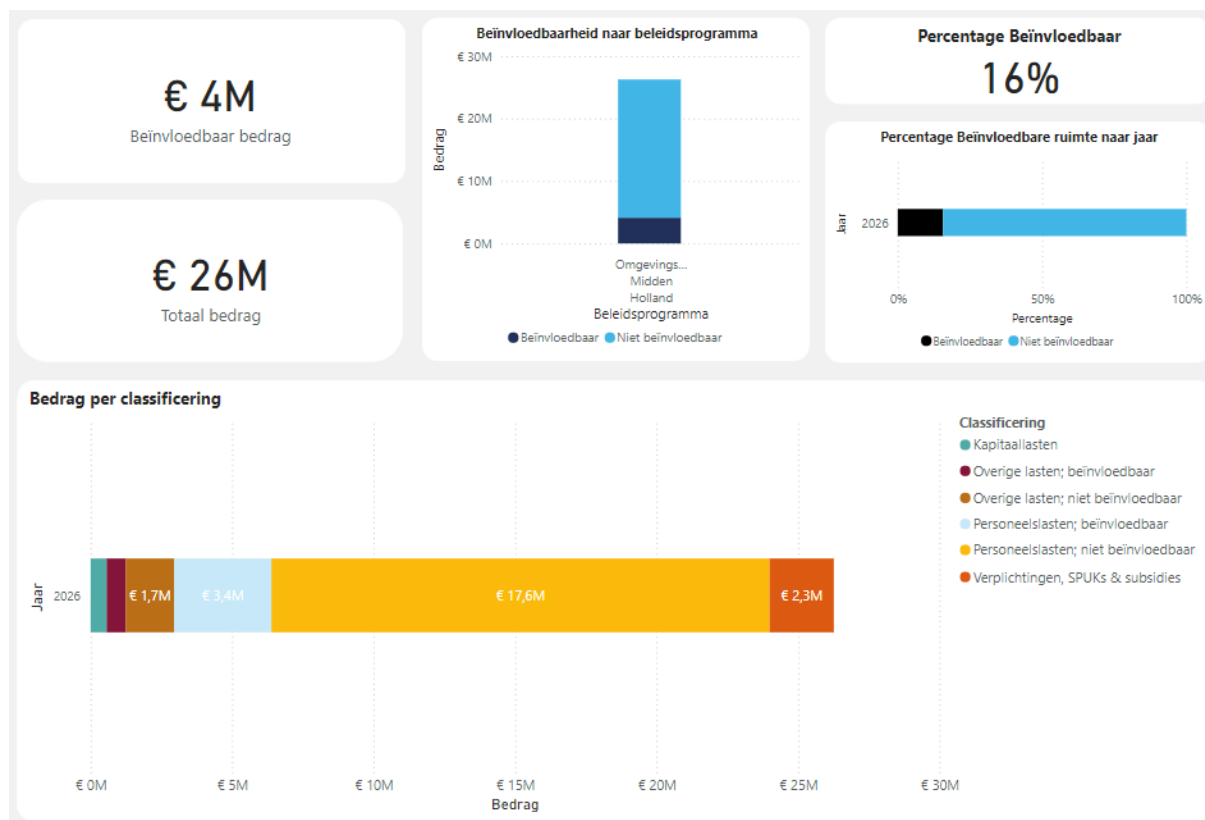 € 4M
Beïnvloedbaar bedrag
€ 26M
Totaal bedrag
Beïnvloedbaarheid naar beleidsprogramma
€ 30M
€ 20M
€ 10M
€ 0M
Bedrag
Omgevings...
Midden
Holland
Beleidsprogramma
Beïnvloedbaar Niet beïnvloedbaar
Percentage Beïnvloedbaar
16%
Percentage Beïnvloedbare ruimte naar jaar
Jaar
2026
0% 50% 100%
Percentage
Beïnvloedbaar Niet beïnvloedbaar
Bedrag per classificering
Jaar
2026
€ 1,7M € 3,4M € 17,6M € 2,3M
€ 0M € 5M € 10M € 15M € 20M € 25M € 30M
Bedrag
Classificering
Kapitaallasten
Overige lasten; beïnvloedbaar
Overige lasten; niet beïnvloedbaar
Personeelslasten; beïnvloedbaar
Personeelslasten; niet beïnvloedbaar
Verplichtingen, SPUKs & subsidies